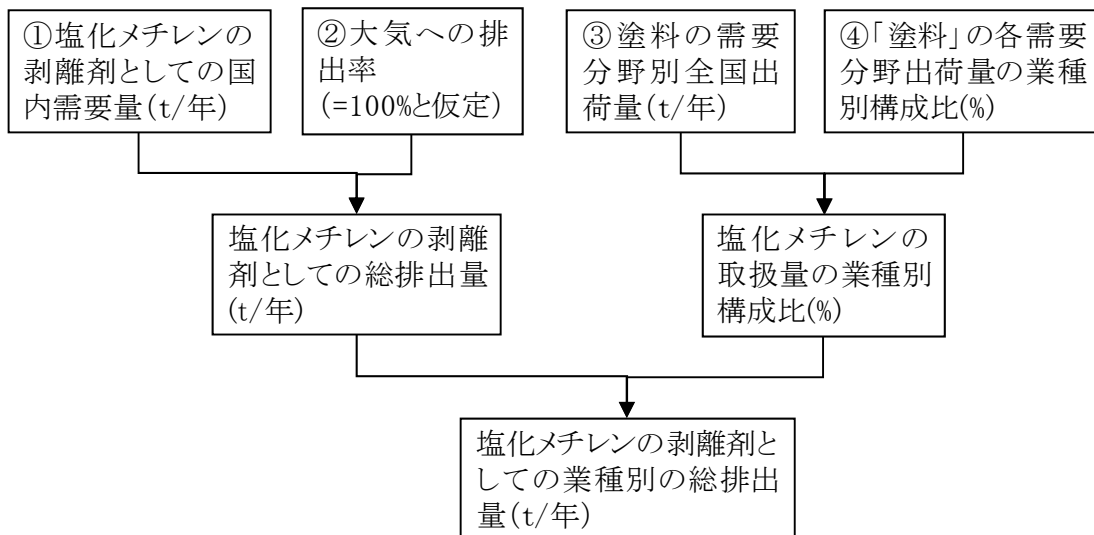 ①塩化メチレンの
剥離剤としての国
内需要量(t/年)
②大気への排
出率
(=100%と仮定)
③塗料の需要
分野別全国出
荷量(t/年)
④「塗料」の各需要
分野出荷量の業種
別構成比(%)
塩化メチレンの剥離
剤としての総排出量
(t/年)
塩化メチレンの
取扱量の業種別
構成比(%)
塩化メチレンの剥離剤と
しての業種別の総排出
量(t/年)